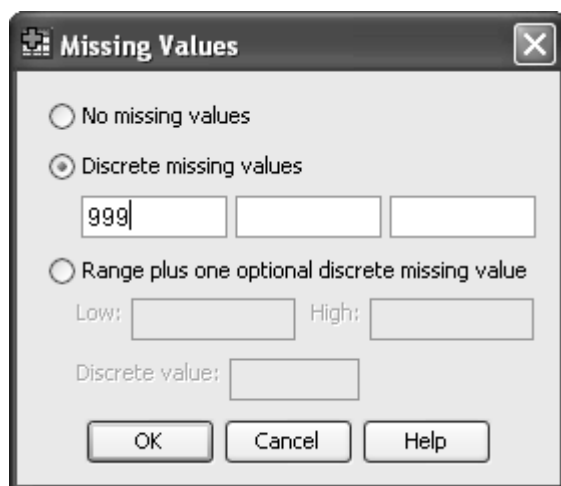 Missing Values
No missing values
Discrete missing values
999
Range plus one optional discrete missing value
Low: High:
Discrete value:
OK Cancel Help